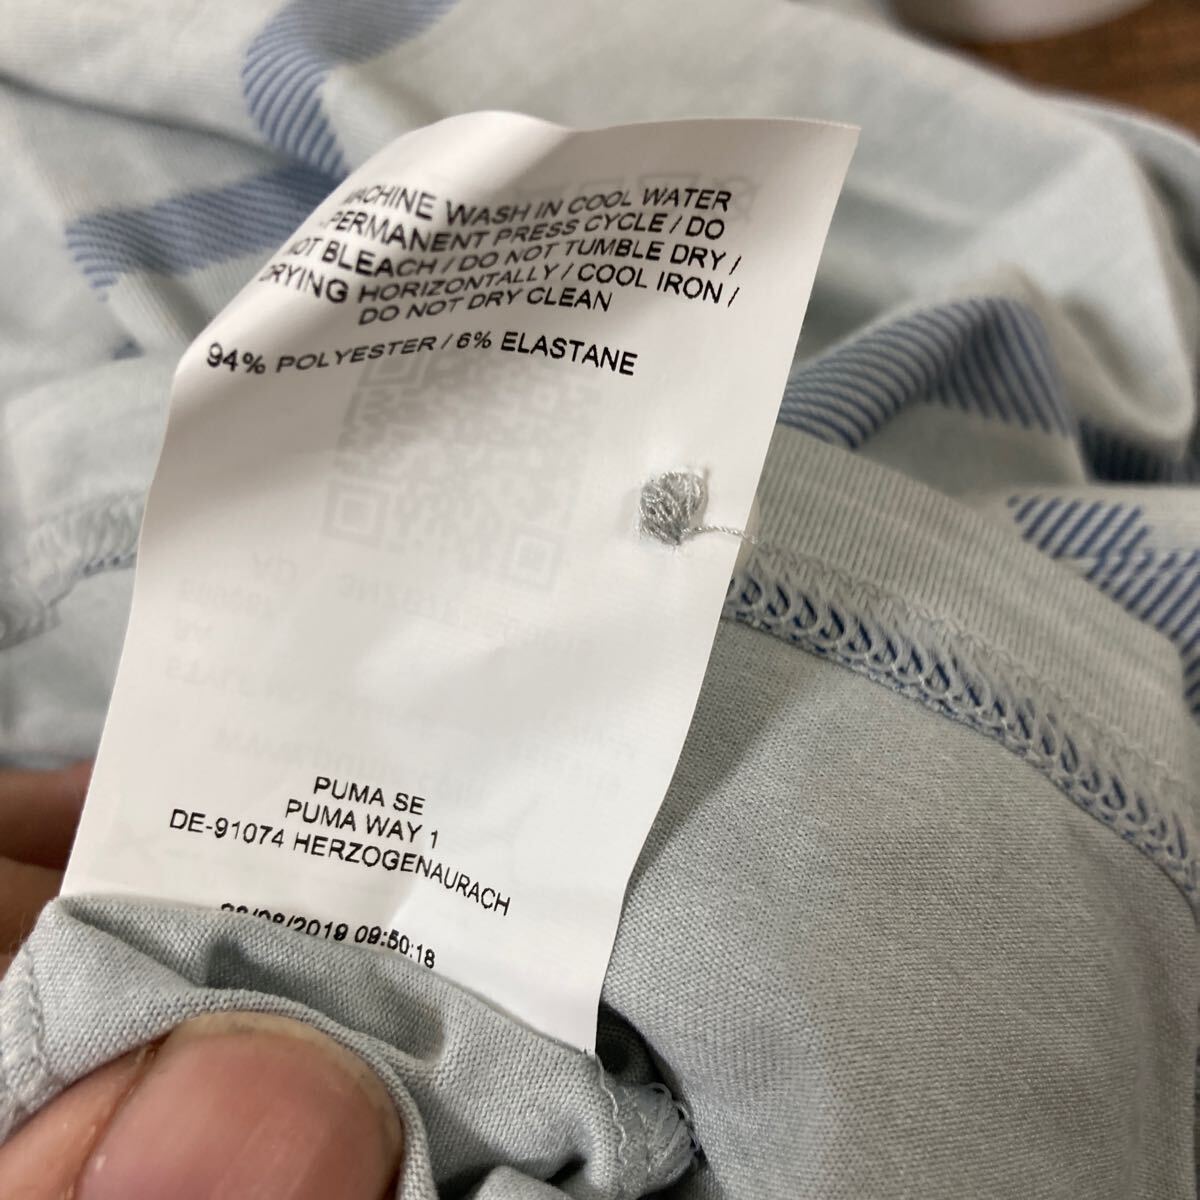 MACHINE WASH IN COOL WATER
-PERMANENT PRESS CYCLE / DO
NOT BLEACH / DO NOT TUMBLE DRY /
DRYING HORIZONTALLY / COOL IRON /
DO NOT DRY CLEAN
94% POLYESTER / 6% ELASTANE
PUMA SE
PUMA WAY 1
DE-91074 HERZOGENAURACH
09:50:18